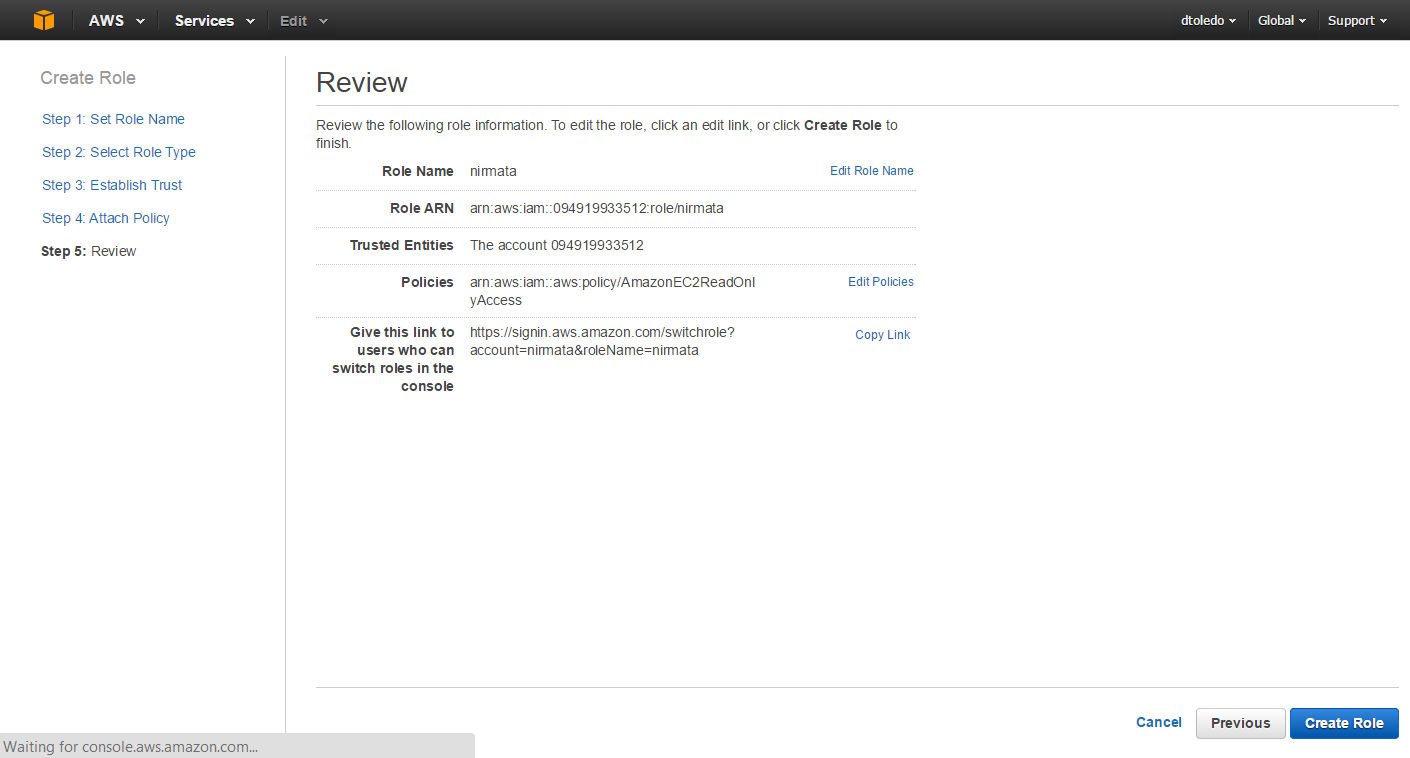 AWS Services Edit dtoledo Global Support
Create Role
Step 1: Set Role Name
Step 2: Select Role Type
Step 3: Establish Trust
Step 4: Attach Policy
Step 5: Review
Review
Review the following role information. To edit the role, click an edit link, or click Create Role to
finish.
Role Name nirmata Edit Role Name
Role ARN arn:aws:iam::094919933512:role/nirmata
Trusted Entities The account 094919933512
Policies arn:aws:iam::aws:policy/AmazonEC2ReadOnl Edit Policies
yAccess
Give this link to https://signin.aws.amazon.com/switchrole? Copy Link
users who can account=nirmata&roleName=nirmata
switch roles in the
console
Cancel Previous Create Role
Waiting for console.aws.amazon.com...